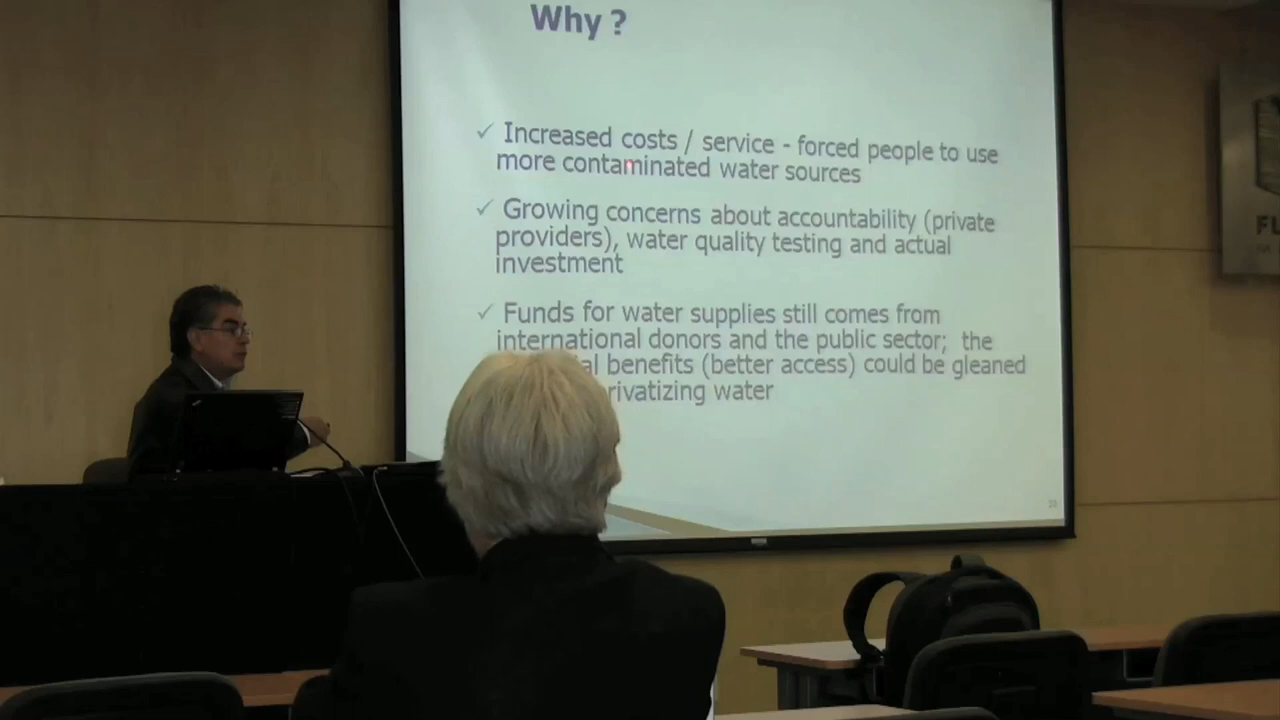 Why ?
✓ Increased costs / service - forced people to use
more contaminated water sources
✓ Growing concerns about accountability (private
providers), water quality testing and actual
investment
✓ Funds for water supplies still comes from
international donors and the public sector; the
benefits (better access) could be gleaned
water
FL